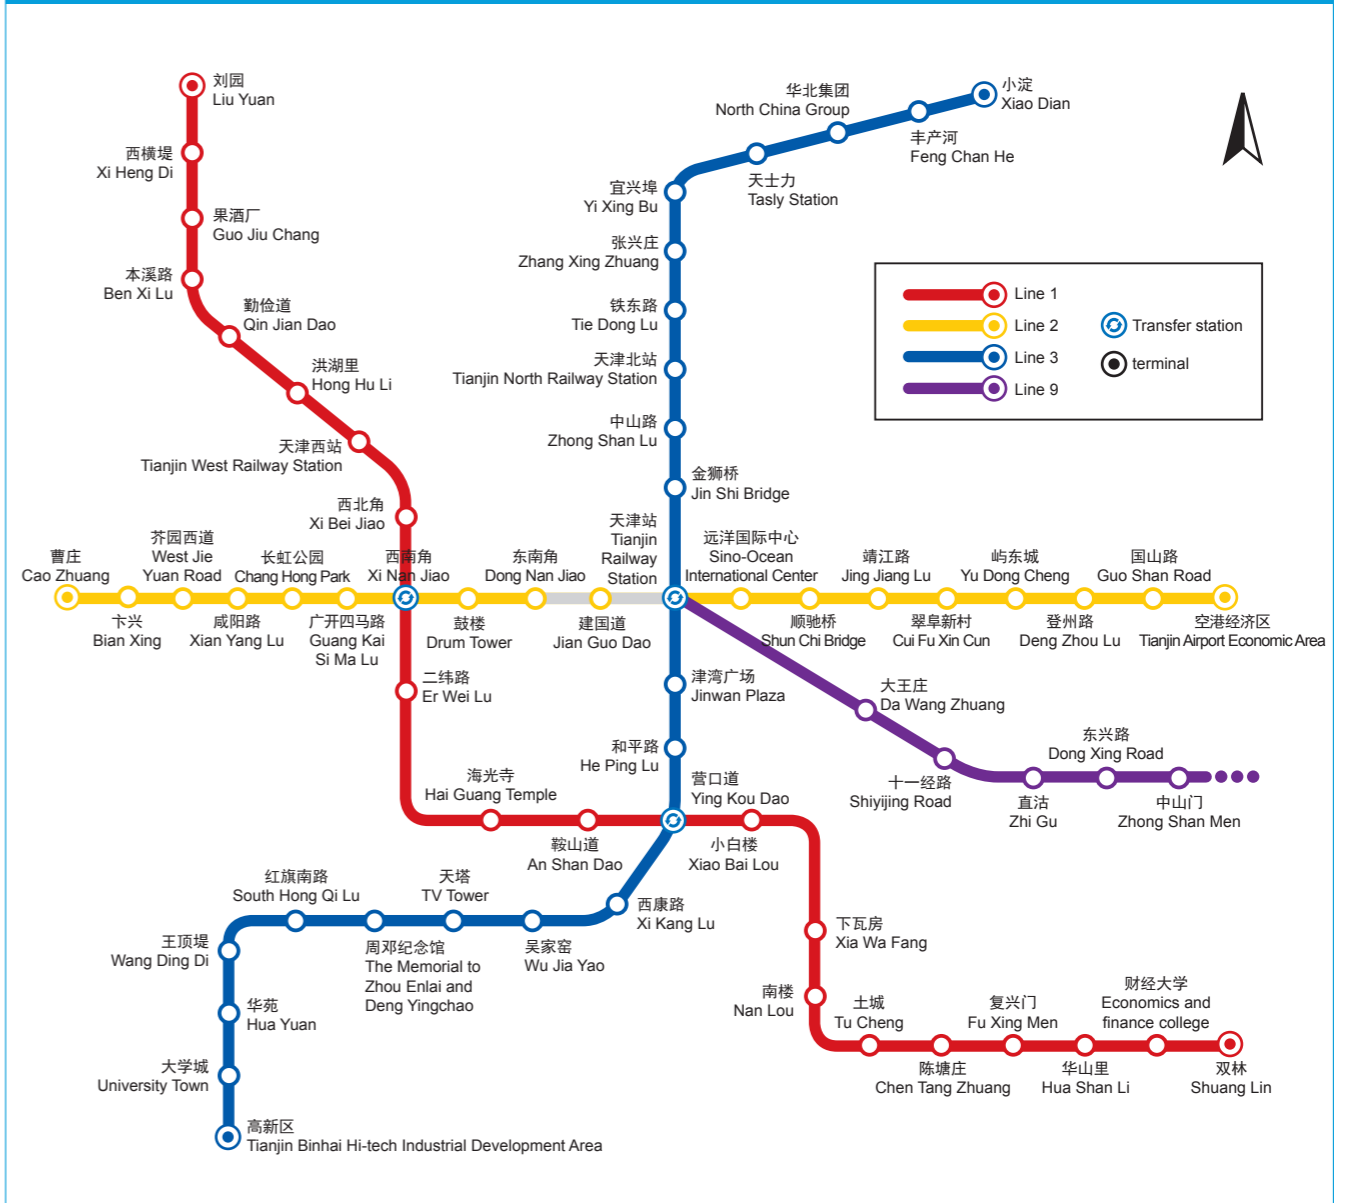 刘园
Liu Yuan
西横堤
Xi Heng Di
果酒厂
Guo Jiu Chang
本溪路
Ben Xi Lu
勤俭道
Qin Jian Dao
洪湖里
Hong Hu Li
天津西站
Tianjin West Railway Station
西北角
Xi Bei Jiao
华北集团
North China Group
小淀
Xiao Dian
丰产河
Feng Chan He
天士力
Tasly Station
宜兴埠
Yi Xing Bu
张兴庄
Zhang Xing Zhuang
铁东路
Tie Dong Lu
天津北站
Tianjin North Railway Station
中山路
Zhong Shan Lu
金狮桥
Jin Shi Bridge
天津站
Tianjin
Railway
Station
Line 1
Line 2
Line 3
Line 9
Transfer station
terminal
曹庄
Cao Zhuang
芥园西道
West Jie
Yuan Road
长虹公园
Chang Hong Park
西南角
Xi Nan Jiao
东南角
Dong Nan Jiao
远洋国际中心
Sino-Ocean
International Center
靖江路
Jing Jiang Lu
屿东城
Yu Dong Cheng
国山路
Guo Shan Road
卞兴
Bian Xing
咸阳路
Xian Yang Lu
广开四马路
Guang Kai
Si Ma Lu
鼓楼
Drum Tower
建国道
Jian Guo Dao
顺驰桥
Shun Chi Bridge
翠阜新村
Cui Fu Xin Cun
登州路
Deng Zhou Lu
空港经济区
Tianjin Airport Economic Area
二纬路
Er Wei Lu
津湾广场
Jinwan Plaza
大王庄
Da Wang Zhuang
和平路
He Ping Lu
东兴路
Dong Xing Road
海光寺
Hai Guang Temple
营口道
Ying Kou Dao
十一经路
Shiyijing Road
直沽
Zhi Gu
中山门
Zhong Shan Men
鞍山道
An Shan Dao
小白楼
Xiao Bai Lou
红旗南路
South Hong Qi Lu
天塔
TV Tower
西康路
Xi Kang Lu
王顶堤
Wang Ding Di
周邓纪念馆
The Memorial to
Zhou Enlai and
Deng Yingchao
吴家窑
Wu Jia Yao
下瓦房
Xia Wa Fang
华苑
Hua Yuan
南楼
Nan Lou
土城
Tu Cheng
复兴门
Fu Xing Men
财经大学
Economics and
finance college
大学城
University Town
陈塘庄
Chen Tang Zhuang
华山里
Hua Shan Li
双林
Shuang Lin
高新区
Tianjin Binhai Hi-tech Industrial Development Area